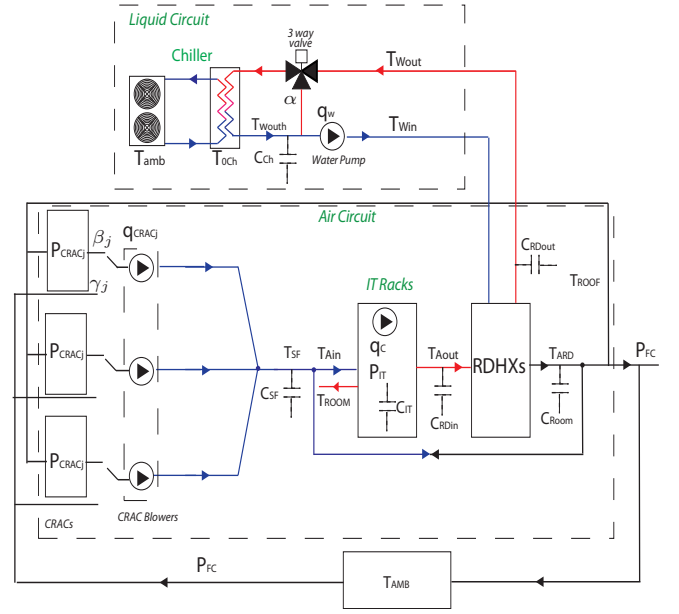 Liquid Circuit
3 way
valve
Chiller
TWout
α
qw
TWouth
TWin
Water Pump
CCh
Tamb
T0Ch
Air Circuit
qCRACj
βj
PCRACj
γj
CRDout
TROOF
IT Racks
qC
PIT
CIT
TSF
TAin
TAout
RDHXs
TARD
PFC
PCRACj
CSF
TROOM
CRDin
CRoom
PCRACj
CRACs
CRAC Blowers
PFC
TAMB